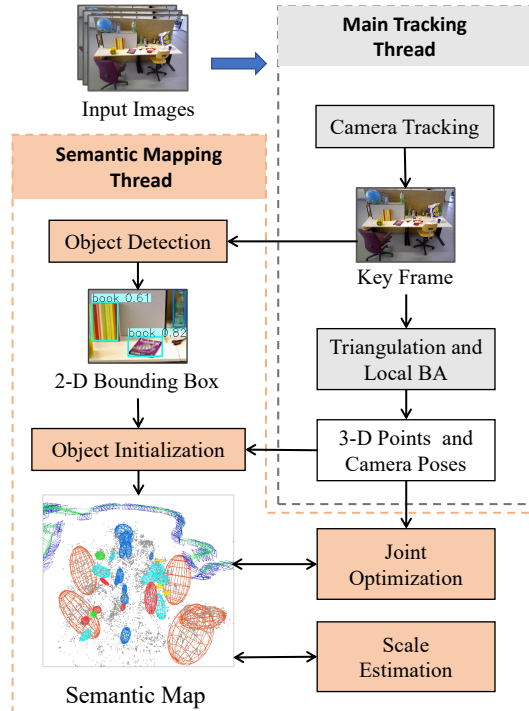 Main Tracking
Thread
Input Images
Camera Tracking
Semantic Mapping
Thread
Object Detection
Key Frame
book 0.61
book 0.82
2-D Bounding Box
Triangulation and
Local BA
Object Initialization
3-D Points and
Camera Poses
Joint
Optimization
Scale
Estimation
Semantic Map